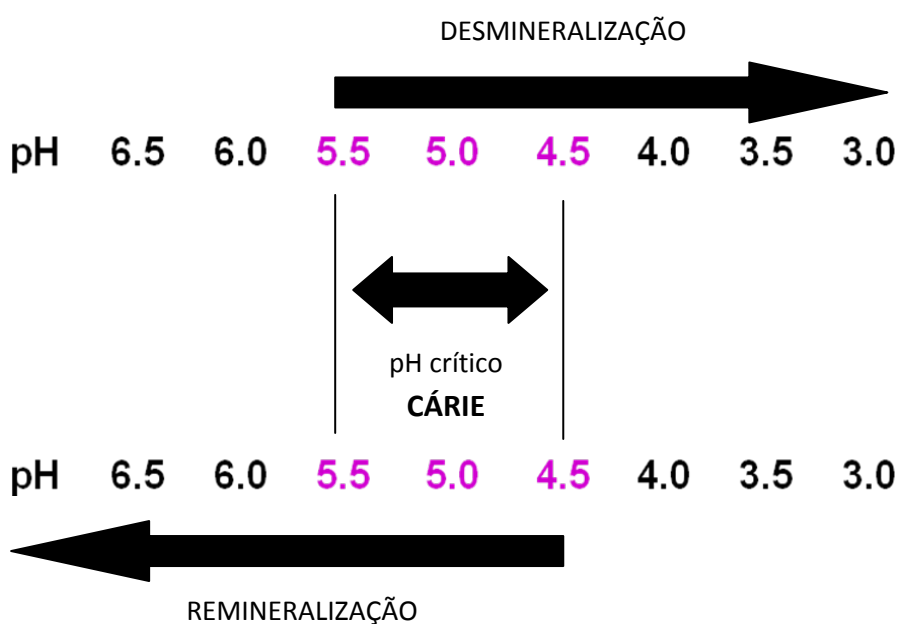 DESMINERALIZAÇÃO
pH 6.5 6.0 5.5 5.0 4.5 4.0 3.5 3.0
pH crítico
CÁRIE
pH 6.5 6.0 5.5 5.0 4.5 4.0 3.5 3.0
REMINERALIZAÇÃO